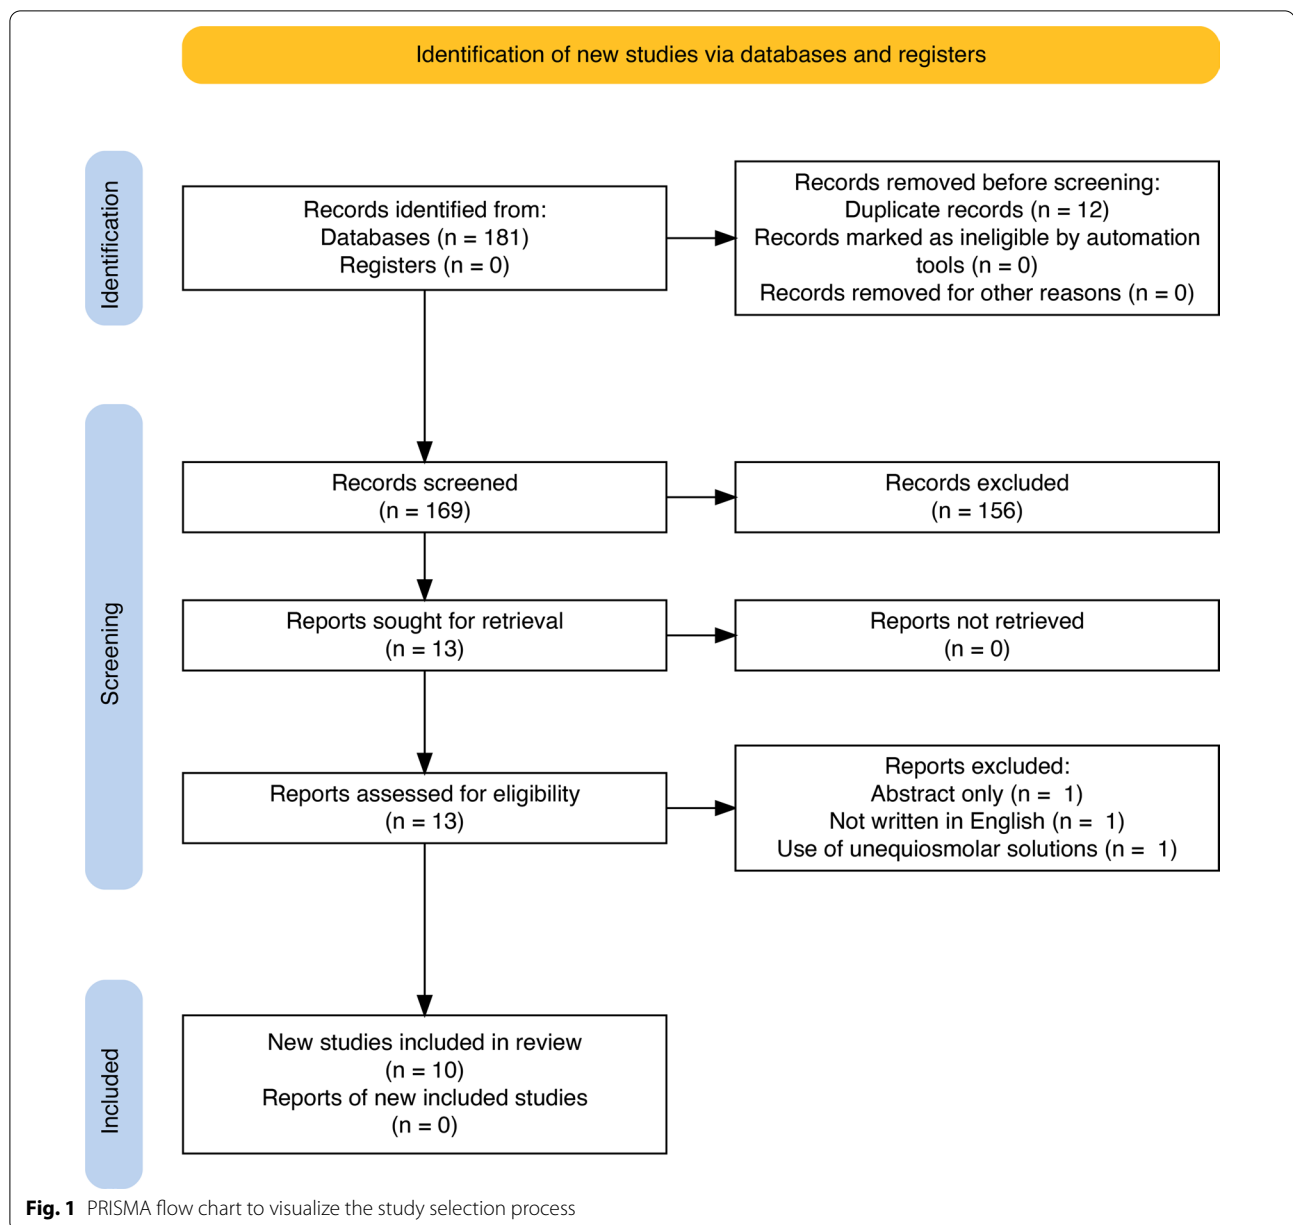 Identification of new studies via databases and registers
Identification
Records identified from:
Databases (n = 181)
Registers (n = 0)
Records removed before screening:
Duplicate records (n = 12)
Records marked as ineligible by automation
tools (n = 0)
Records removed for other reasons (n = 0)
Screening
Records screened
(n = 169)
Records excluded
(n = 156)
Reports sought for retrieval
(n = 13)
Reports not retrieved
(n = 0)
Reports assessed for eligibility
(n = 13)
Reports excluded:
Abstract only (n = 1)
Not written in English (n = 1)
Use of unequiosmolar solutions (n = 1)
Included
New studies included in review
(n = 10)
Reports of new included studies
(n = 0)
Fig. 1 PRISMA flow chart to visualize the study selection process